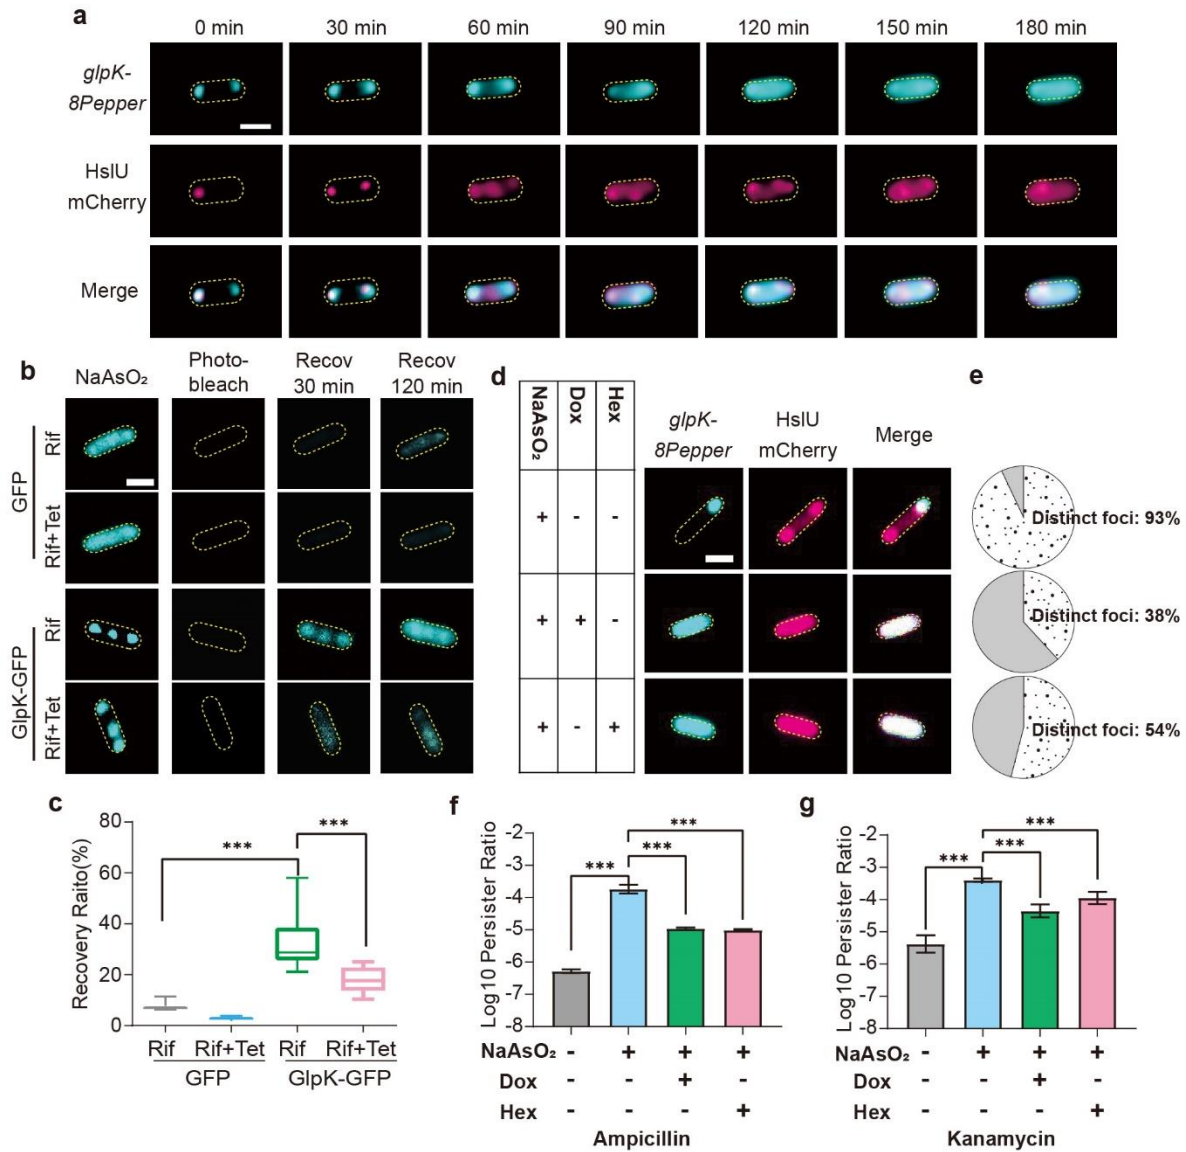 a
0 min 30 min 60 min 90 min 120 min 150 min 180 min
glpK-
8Pepper
HslU
mCherry
Merge
b
NaAsO₂
Photo-
bleach
Recov
30 min
Recov
120 min
GFP
Rif
Rif+Tet
GlpK-GFP
Rif
Rif+Tet
d
NaAsO₂ Dox Hex
glpK-
8Pepper
HslU
mCherry
Merge
+ - -
+ + -
+ - +
e
Distinct foci: 93%
Distinct foci: 38%
Distinct foci: 54%
c
Recovery Raito(%)
80
60
40
20
0
***
***
Rif Rif+Tet Rif Rif+Tet
GFP GlpK-GFP
f
Log10 Persister Ratio
-2
-3
-4
-5
-6
-7
-8
***
***
***
NaAsO₂ - + + +
Dox - - + -
Hex - - - +
Ampicillin
g
Log10 Persister Ratio
-2
-3
-4
-5
-6
-7
-8
***
***
***
NaAsO₂ - + + +
Dox - - + -
Hex - - - +
Kanamycin